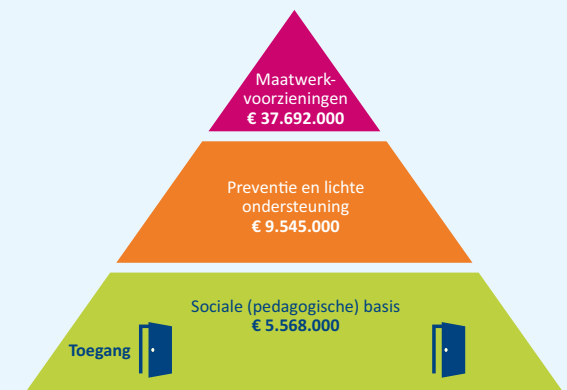 Maatwerk-
voorzieningen
€ 37.692.000
Preventie en lichte
ondersteuning
€ 9.545.000
Sociale (pedagogische) basis
€ 5.568.000
Toegang